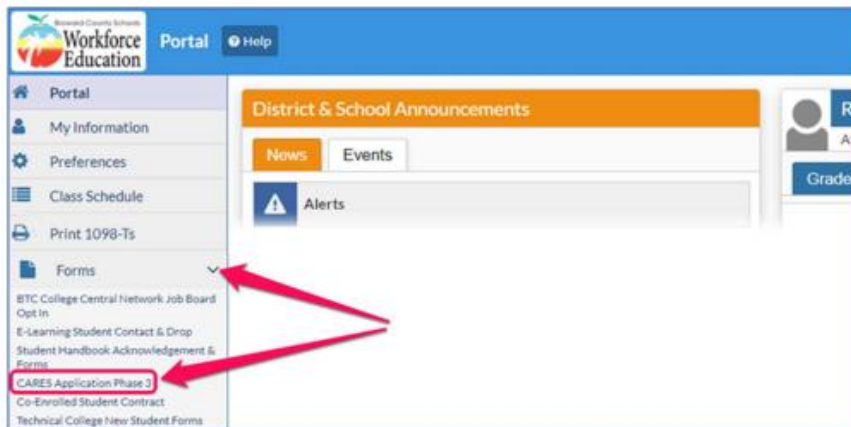 Broward County Schools
Workforce
Education
Portal
Help
Portal
My Information
Preferences
Class Schedule
Print 1098-Ts
Forms
BTC College Central Network Job Board
Opt In
E-Learning Student Contact & Drop
Student Handbook Acknowledgement &
Forms
CARES Application Phase 3
Co-Enrolled Student Contract
Technical College New Student Forms
District & School Announcements
News
Events
Alerts
R
A
Grade